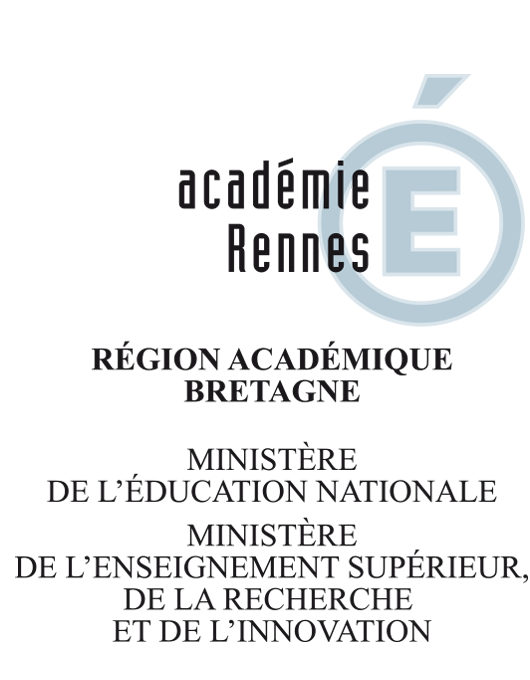 É
académie
Rennes
RÉGION ACADÉMIQUE
BRETAGNE
MINISTÈRE
DE L’ÉDUCATION NATIONALE
MINISTÈRE
DE L’ENSEIGNEMENT SUPÉRIEUR,
DE LA RECHERCHE
ET DE L’INNOVATION